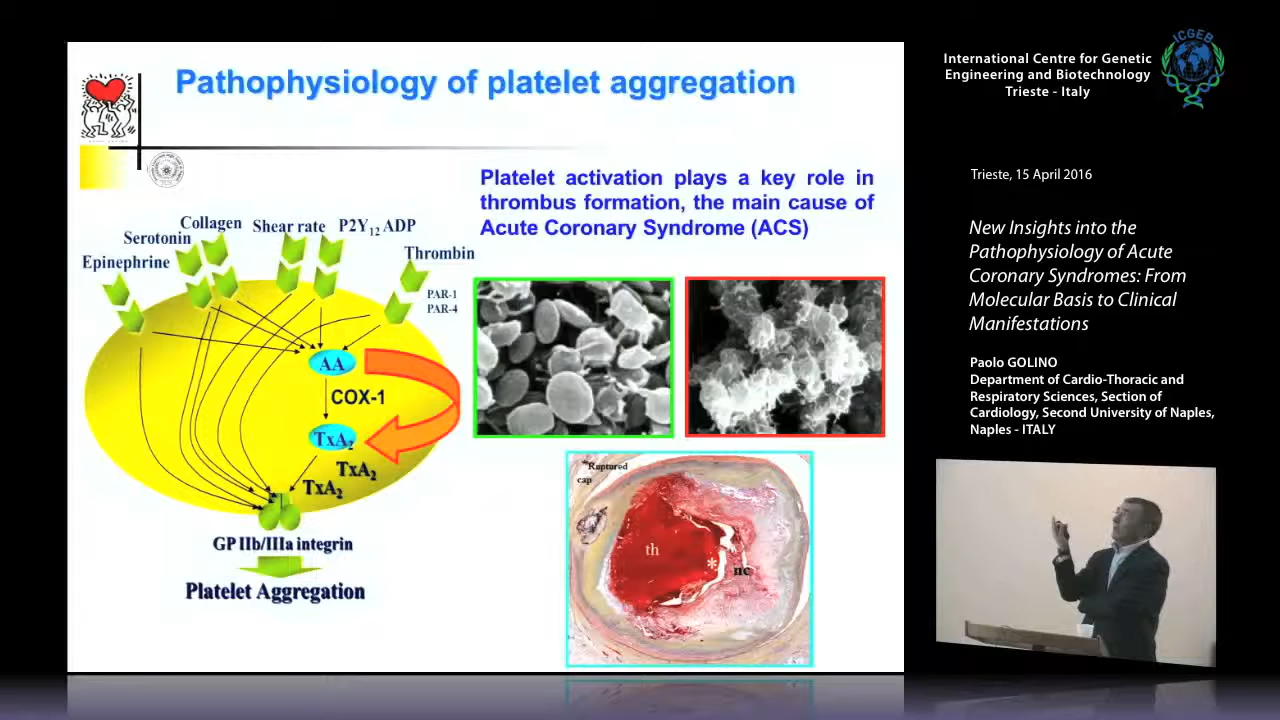 Pathophysiology of platelet aggregation
Platelet activation plays a key role in
thrombus formation, the main cause of
Acute Coronary Syndrome (ACS)
Epinephrine
Serotonin
Collagen
Shear rate
P2Y12 ADP
Thrombin
PAR-1
PAR-4
AA
COX-1
TxA2
TxA2
TxA2
GP IIb/IIIa integrin
Platelet Aggregation
*Ruptured
cap
th
*
nc
International Centre for Genetic
Engineering and Biotechnology
Trieste - Italy
ICGEB
Trieste, 15 April 2016
New Insights into the
Pathophysiology of Acute
Coronary Syndromes: From
Molecular Basis to Clinical
Manifestations
Paolo GOLINO
Department of Cardio-Thoracic and
Respiratory Sciences, Section of
Cardiology, Second University of Naples,
Naples - ITALY